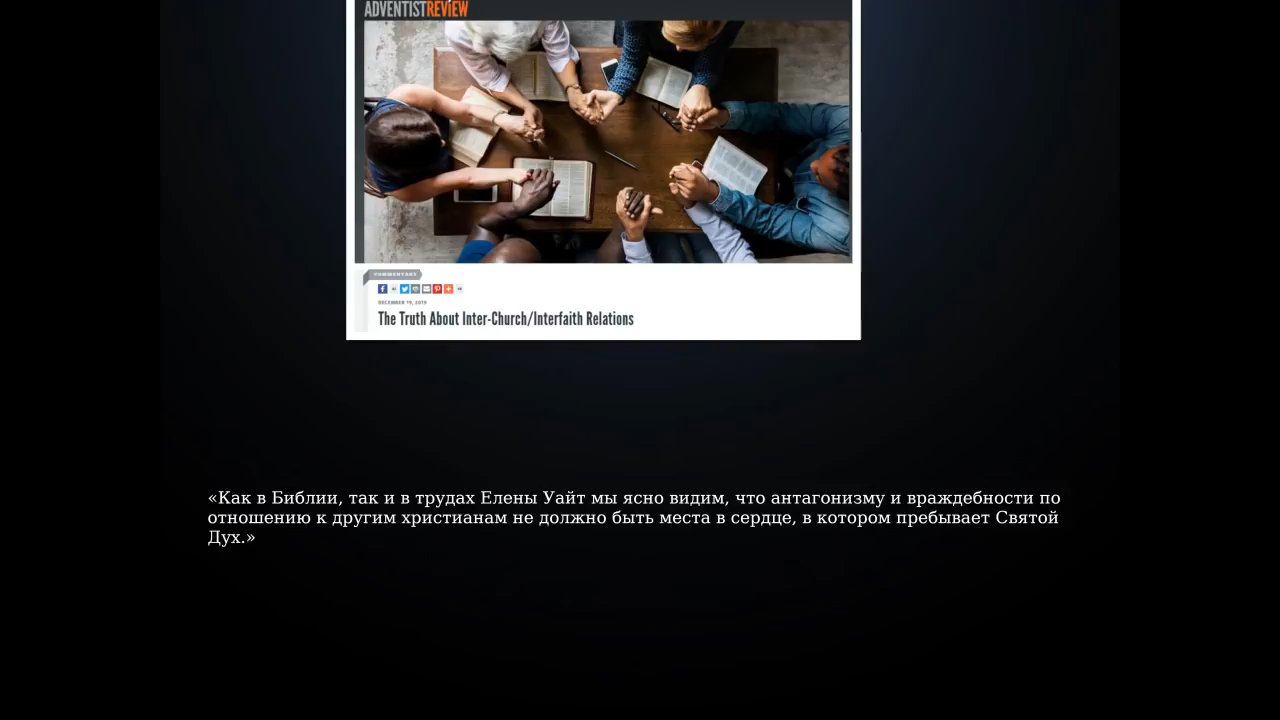 ADVENTISTREVIEW
COMMENTARY
DECEMBER 19, 2019
The Truth About Inter-Church/Interfaith Relations
«Как в Библии, так и в трудах Елены Уайт мы ясно видим, что антагонизму и враждебности по
отношению к другим христианам не должно быть места в сердце, в котором пребывает Святой
Дух.»